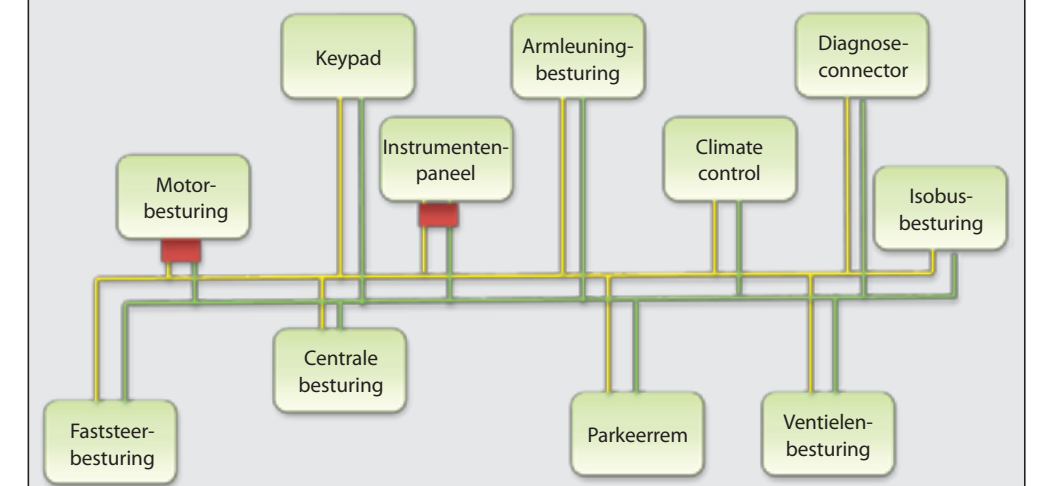 Keypad
Armleuning-
besturing
Diagnose-
connector
Instrumenten-
paneel
Climate
control
Motor-
besturing
Isobus-
besturing
Centrale
besturing
Faststeer-
besturing
Parkeerrem
Ventielen-
besturing